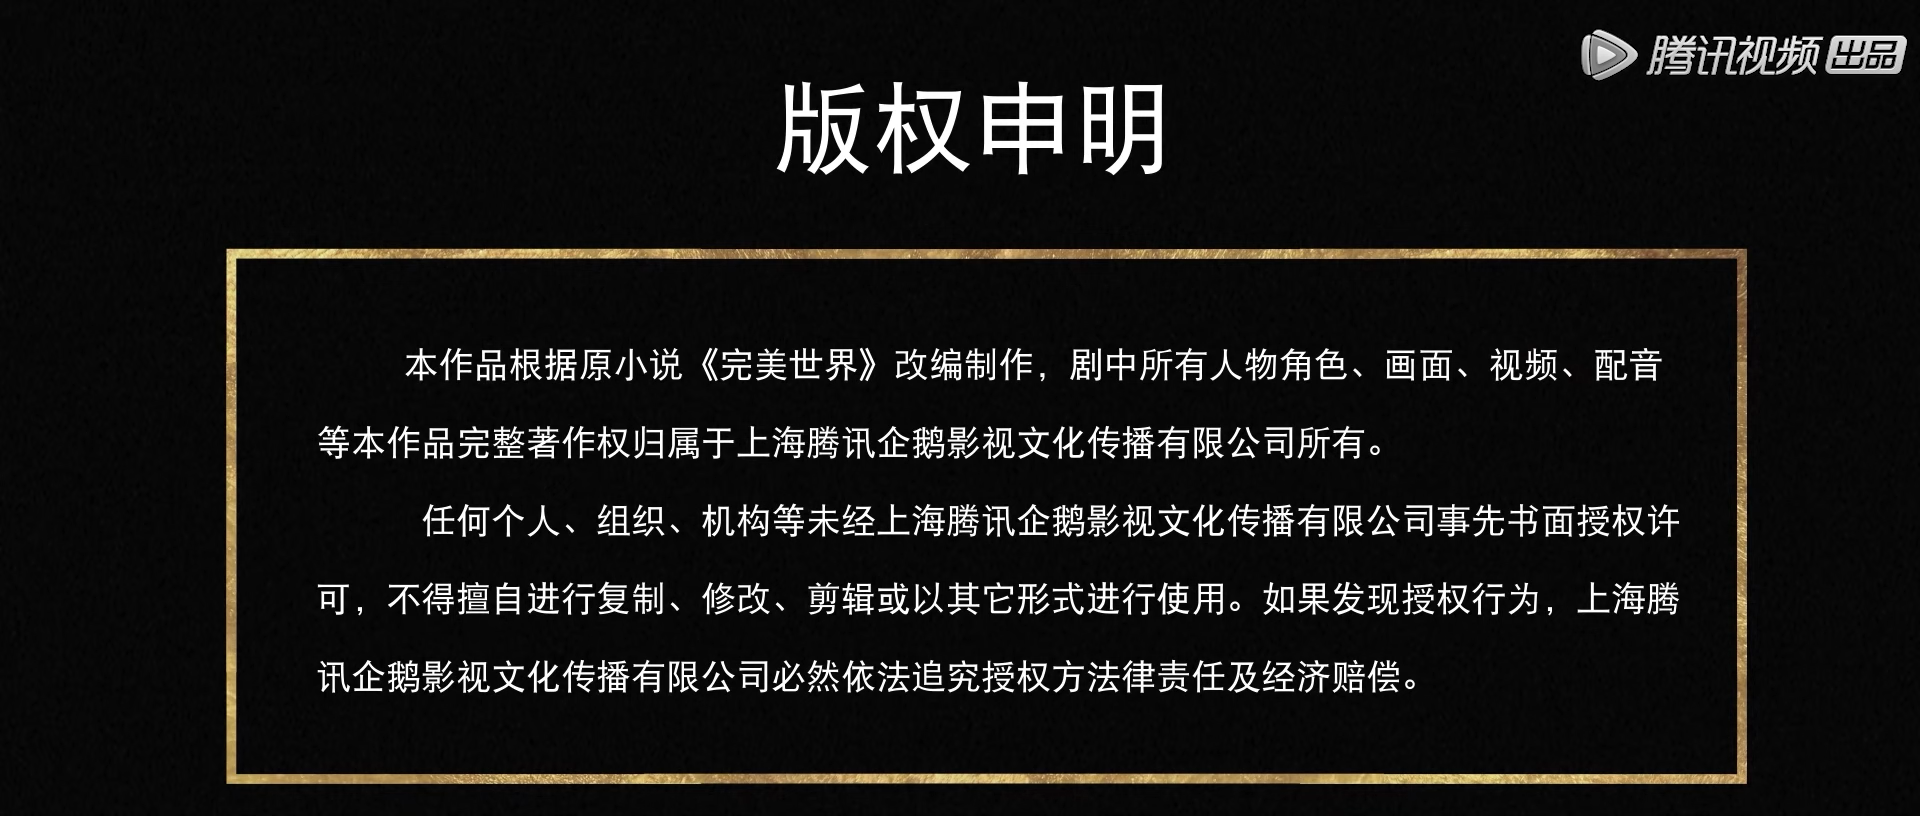 腾讯视频 出品
版权申明
本作品根据原小说《完美世界》改编制作，剧中所有人物角色、画面、视频、配音
等本作品完整著作权归属于上海腾讯企鹅影视文化传播有限公司所有。
任何个人、组织、机构等未经上海腾讯企鹅影视文化传播有限公司事先书面授权许
可，不得擅自进行复制、修改、剪辑或以其它形式进行使用。如果发现授权行为，上海腾
讯企鹅影视文化传播有限公司必然依法追究授权方法律责任及经济赔偿。